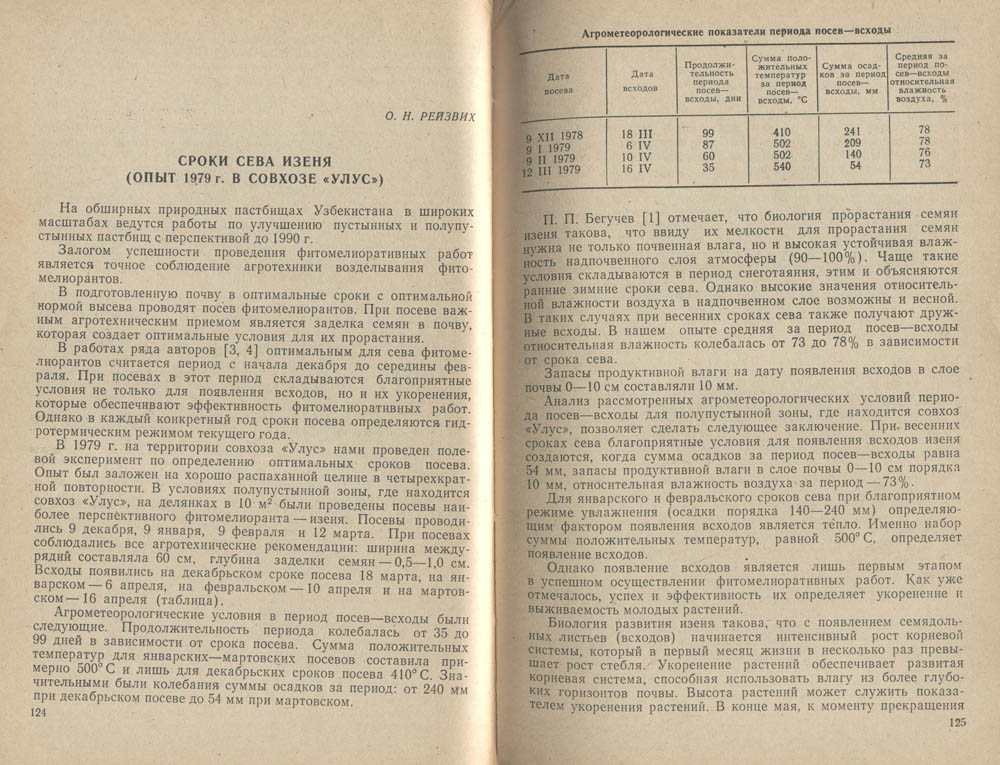 О. Н. РЕЙЗВИХ
СРОКИ СЕВА ИЗЕНЯ
(ОПЫТ 1979 г. В СОВХОЗЕ «УЛУС»)
На обширных природных пастбищах Узбекистана в широких
масштабах ведутся работы по улучшению пустынных и полупу-
стынных пастбищ с перспективой до 1990 г.
Залогом успешности проведения фитомелиоративных работ
является точное соблюдение агротехники возделывания фито-
мелиорантов.
В подготовленную почву в оптимальные сроки с оптимальной
нормой высева проводят посев фитомелиорантов. При посеве важ-
ным агротехническим приемом является заделка семян в почву,
которая создает оптимальные условия для их прорастания.
В работах ряда авторов [3, 4] оптимальным для сева фитоме-
лиорантов считается период с начала декабря до середины фев-
раля. При посевах в этот период складываются благоприятные
условия не только для появления всходов, но и их укоренения,
которые обеспечивают эффективность фитомелиоративных работ.
Однако в каждый конкретный год сроки посева определяются гид-
ротермическим режимом текущего года.
В 1979 г. на территории совхоза «Улус» нами проведен поле-
вой эксперимент по определению оптимальных сроков посева.
Опыт был заложен на хорошо распаханной целине в четырехкрат-
ной повторности. В условиях полупустынной зоны, где находится
совхоз «Улус», на делянках в 10 м² были проведены посевы наи-
более перспективного фитомелиоранта — изеня. Посевы проводи-
лись 9 декабря, 9 января, 9 февраля и 12 марта. При посевах
соблюдались все агротехнические рекомендации: ширина между-
рядий составляла 60 см, глубина заделки семян — 0,5—1,0 см.
Всходы появились на декабрьском сроке посева 18 марта, на ян-
варском — 6 апреля, на февральском — 10 апреля и на мартов-
ском — 16 апреля (таблица).
Агрометеорологические условия в период посев—всходы были
следующие. Продолжительность периода колебалась от 35 до
99 дней в зависимости от срока посева. Сумма положительных
температур для январских—мартовских посевов составила при-
мерно 500°С и лишь для декабрьских сроков посева 410°С. Зна-
чительными были колебания суммы осадков за период: от 240 мм
при декабрьском посеве до 54 мм при мартовском.
124
Агрометеорологические показатели периода посев—всходы
Дата посева | Дата всходов | Продолжи-тельность периода посев—всходы, дни | Сумма поло-жительных температур за период посев—всходы, °С | Сумма осад-ков за период посев—всходы, мм | Средняя за период по-сев—всходы относительная влажность воздуха, %
9 XII 1978 | 18 III | 99 | 410 | 241 | 78
9 I 1979 | 6 IV | 87 | 502 | 209 | 78
9 II 1979 | 10 IV | 60 | 502 | 140 | 76
12 III 1979 | 16 IV | 35 | 540 | 54 | 73
П. П. Бегучев [1] отмечает, что биология прорастания семян
изеня такова, что ввиду их мелкости для прорастания семян
нужна не только почвенная влага, но и высокая устойчивая влаж-
ность надпочвенного слоя атмосферы (90—100%). Чаще такие
условия складываются в период снеготаяния, этим и объясняются
ранние зимние сроки сева. Однако высокие значения относитель-
ной влажности воздуха в надпочвенном слое возможны и весной.
В таких случаях при весенних сроках сева также получают друж-
ные всходы. В нашем опыте средняя за период посев—всходы
относительная влажность колебалась от 73 до 78% в зависимости
от срока сева.
Запасы продуктивной влаги на дату появления всходов в слое
почвы 0—10 см составляли 10 мм.
Анализ рассмотренных агрометеорологических условий перио-
да посев—всходы для полупустынной зоны, где находится совхоз
«Улус», позволяет сделать следующее заключение. При весенних
сроках сева благоприятные условия для появления всходов изеня
создаются, когда сумма осадков за период посев—всходы равна
54 мм, запасы продуктивной влаги в слое почвы 0—10 см порядка
10 мм, относительная влажность воздуха за период — 73%.
Для январского и февральского сроков сева при благоприятном
режиме увлажнения (осадки порядка 140—240 мм) определяю-
щим фактором появления всходов является тепло. Именно набор
суммы положительных температур, равной 500°С, определяет
появление всходов.
Однако появление всходов является лишь первым этапом
в успешном осуществлении фитомелиоративных работ. Как уже
отмечалось, успех и эффективность их определяет укоренение и
выживаемость молодых растений.
Биология развития изеня такова, что с появлением семядоль-
ных листьев (всходов) начинается интенсивный рост корневой
системы, который в первый месяц жизни в несколько раз превы-
шает рост стебля. Укоренение растений обеспечивает развитая
корневая система, способная использовать влагу из более глубо-
ких горизонтов почвы. Высота растений может служить показа-
телем укоренения растений. В конце мая, к моменту прекращения
125